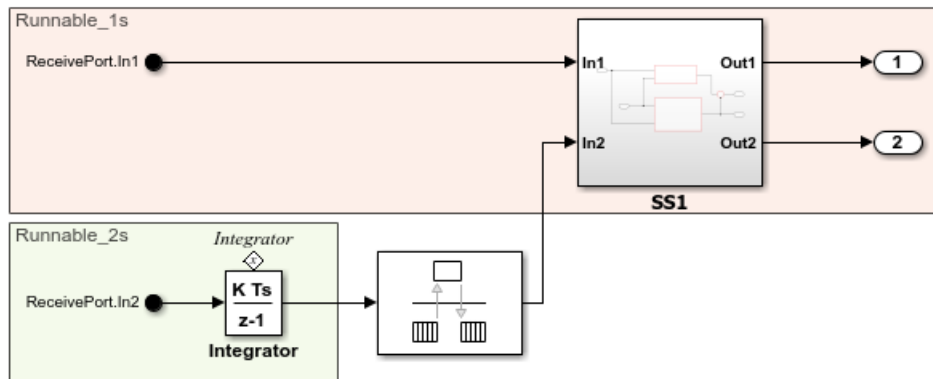 Runnable_1s
ReceivePort.In1
In1
Out1
1
In2
Out2
2
SS1
Runnable_2s
Integrator
x
ReceivePort.In2
K Ts
z-1
Integrator